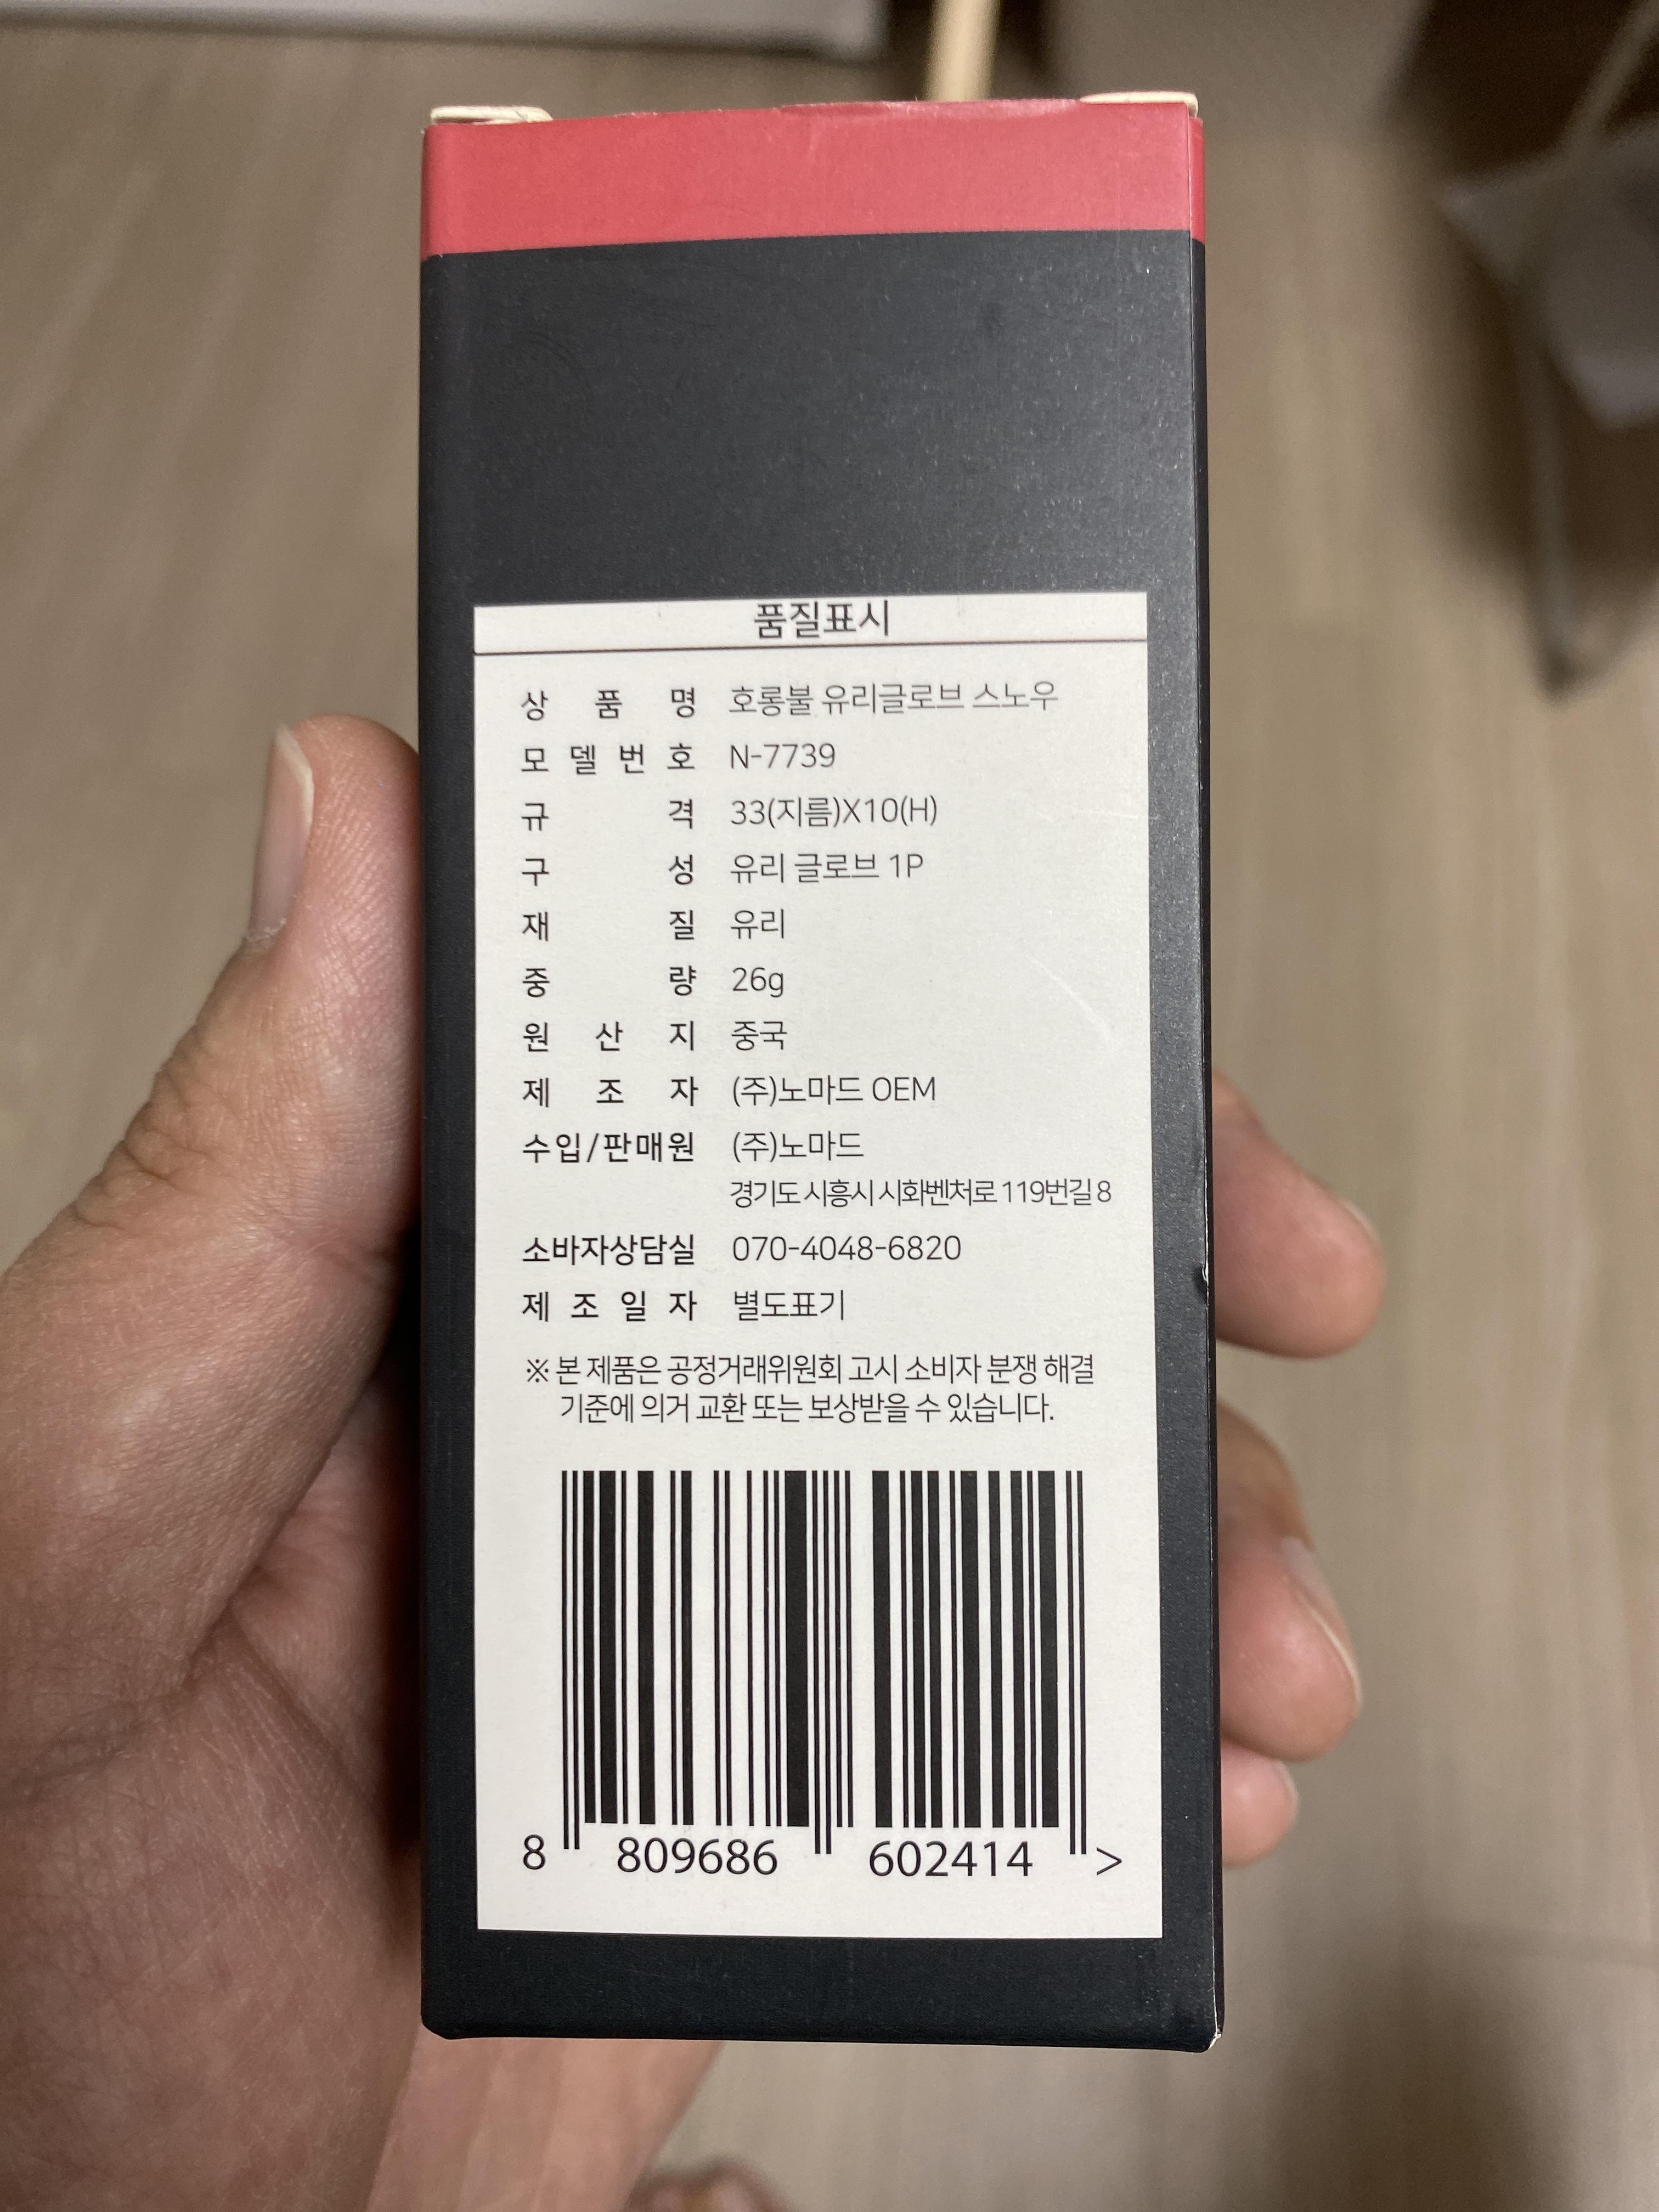 품질표시
상품명 호롱불 유리글로브 스노우
모델번호 N-7739
규격 33(지름)X10(H)
구성 유리 글로브 1P
재질 유리
중량 26g
원산지 중국
제조자 (주)노마드 OEM
수입/판매원 (주)노마드
경기도 시흥시 시화벤처로 119번길 8
소바자상담실 070-4048-6820
제조일자 별도표기
※ 본 제품은 공정거래위원회 고시 소비자 분쟁 해결
기준에 의거 교환 또는 보상받을 수 있습니다.
8 809686 602414 >